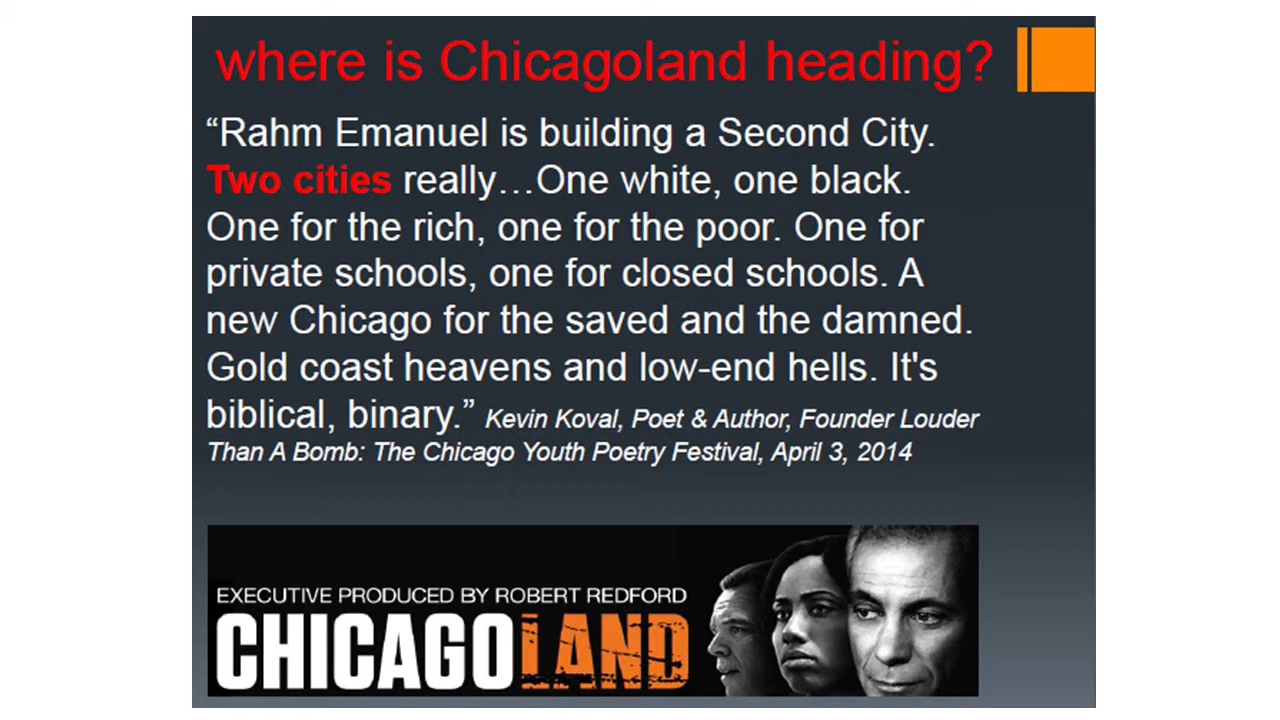 where is Chicagoland heading?
“Rahm Emanuel is building a Second City.
Two cities really…One white, one black.
One for the rich, one for the poor. One for
private schools, one for closed schools. A
new Chicago for the saved and the damned.
Gold coast heavens and low-end hells. It's
biblical, binary.” Kevin Koval, Poet & Author, Founder Louder
Than A Bomb: The Chicago Youth Poetry Festival, April 3, 2014
EXECUTIVE PRODUCED BY ROBERT REDFORD
CHICAGOLAND